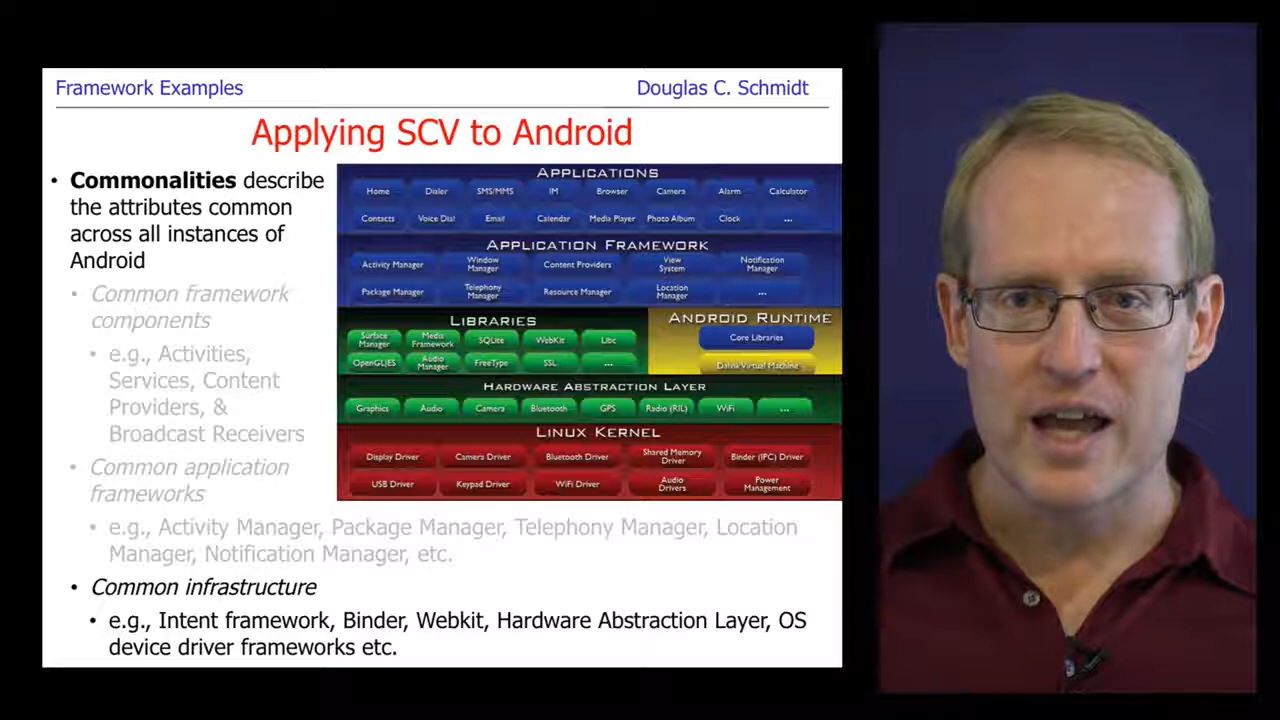 Framework Examples
Douglas C. Schmidt
Applying SCV to Android
• Commonalities describe
the attributes common
across all instances of
Android
• Common framework
components
• e.g., Activities,
Services, Content
Providers, &
Broadcast Receivers
• Common application
frameworks
• e.g., Activity Manager, Package Manager, Telephony Manager, Location
Manager, Notification Manager, etc.
• Common infrastructure
• e.g., Intent framework, Binder, Webkit, Hardware Abstraction Layer, OS
device driver frameworks etc.
APPLICATIONS
Home Dialer SMS/MMS IM Browser Camera Alarm Calculator
Contacts Voice Dial Email Calendar Media Player Photo Album Clock ...
APPLICATION FRAMEWORK
Activity Manager Window Manager Content Providers View System Notification Manager
Package Manager Telephony Manager Resource Manager Location Manager ...
LIBRARIES
Surface Manager Media Framework SQLite WebKit Libc
OpenGL|ES Audio Manager FreeType SSL ...
ANDROID RUNTIME
Core Libraries
Dalvik Virtual Machine
HARDWARE ABSTRACTION LAYER
Graphics Audio Camera Bluetooth GPS Radio (RIL) WiFi ...
LINUX KERNEL
Display Driver Camera Driver Bluetooth Driver Shared Memory Driver Binder (IPC) Driver
USB Driver Keypad Driver WiFi Driver Audio Drivers Power Management